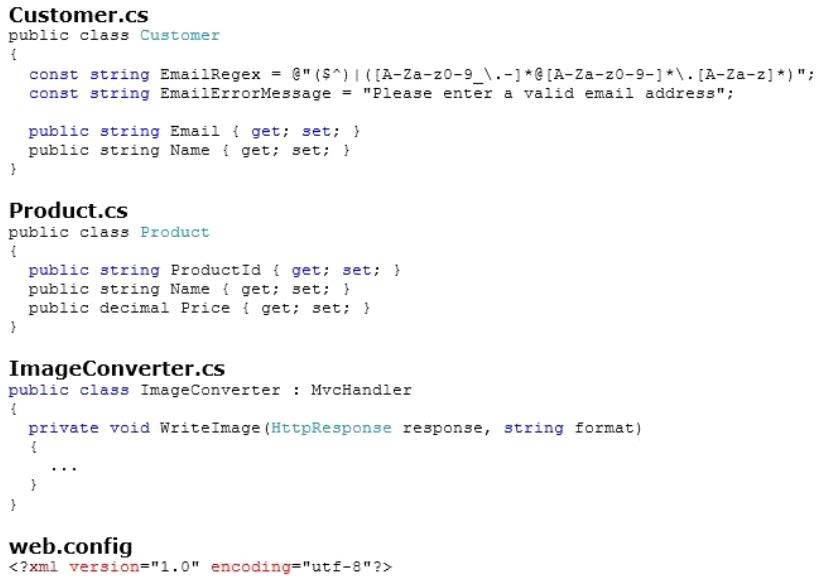 Customer.cs
public class Customer
{
const string EmailRegex = @"($^)|([A-Za-z0-9_\.-]*@[A-Za-z0-9-]*\.[A-Za-z]*)";
const string EmailErrorMessage = "Please enter a valid email address";
public string Email { get; set; }
public string Name { get; set; }
}
Product.cs
public class Product
{
public string ProductId { get; set; }
public string Name { get; set; }
public decimal Price { get; set; }
}
ImageConverter.cs
public class ImageConverter : MvcHandler
{
private void WriteImage(HttpResponse response, string format)
{
...
}
}
web.config
<?xml version="1.0" encoding="utf-8"?>